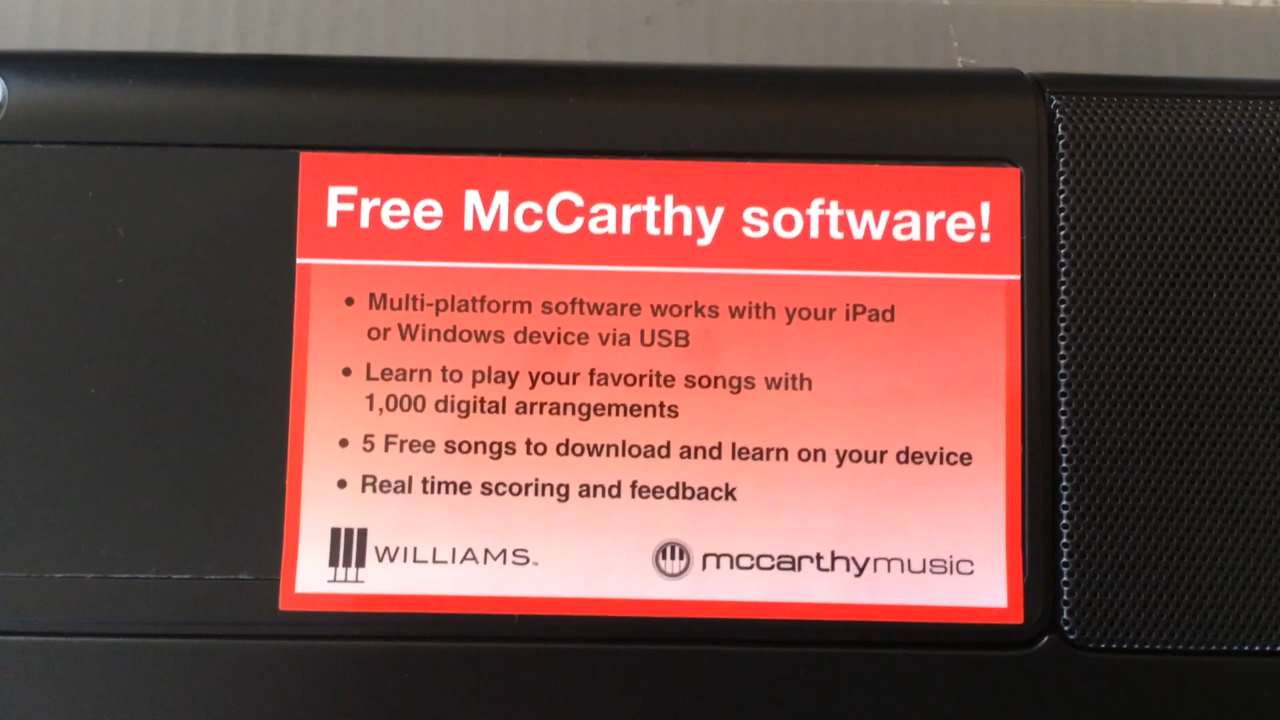 Free McCarthy software!
• Multi-platform software works with your iPad
or Windows device via USB
• Learn to play your favorite songs with
1,000 digital arrangements
• 5 Free songs to download and learn on your device
• Real time scoring and feedback
WILLIAMS™
mccarthymusic